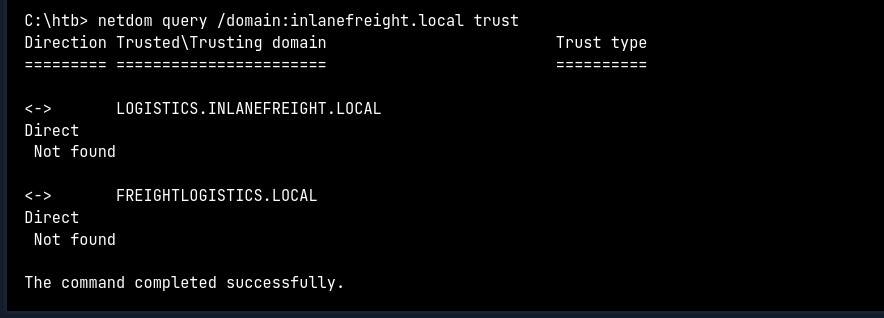 C:\htb> netdom query /domain:inlanefreight.local trust
Direction Trusted\Trusting domain                         Trust type
========= =======================                         ==========
<->       LOGISTICS.INLANEFREIGHT.LOCAL
Direct
 Not found
<->       FREIGHTLOGISTICS.LOCAL
Direct
 Not found
The command completed successfully.